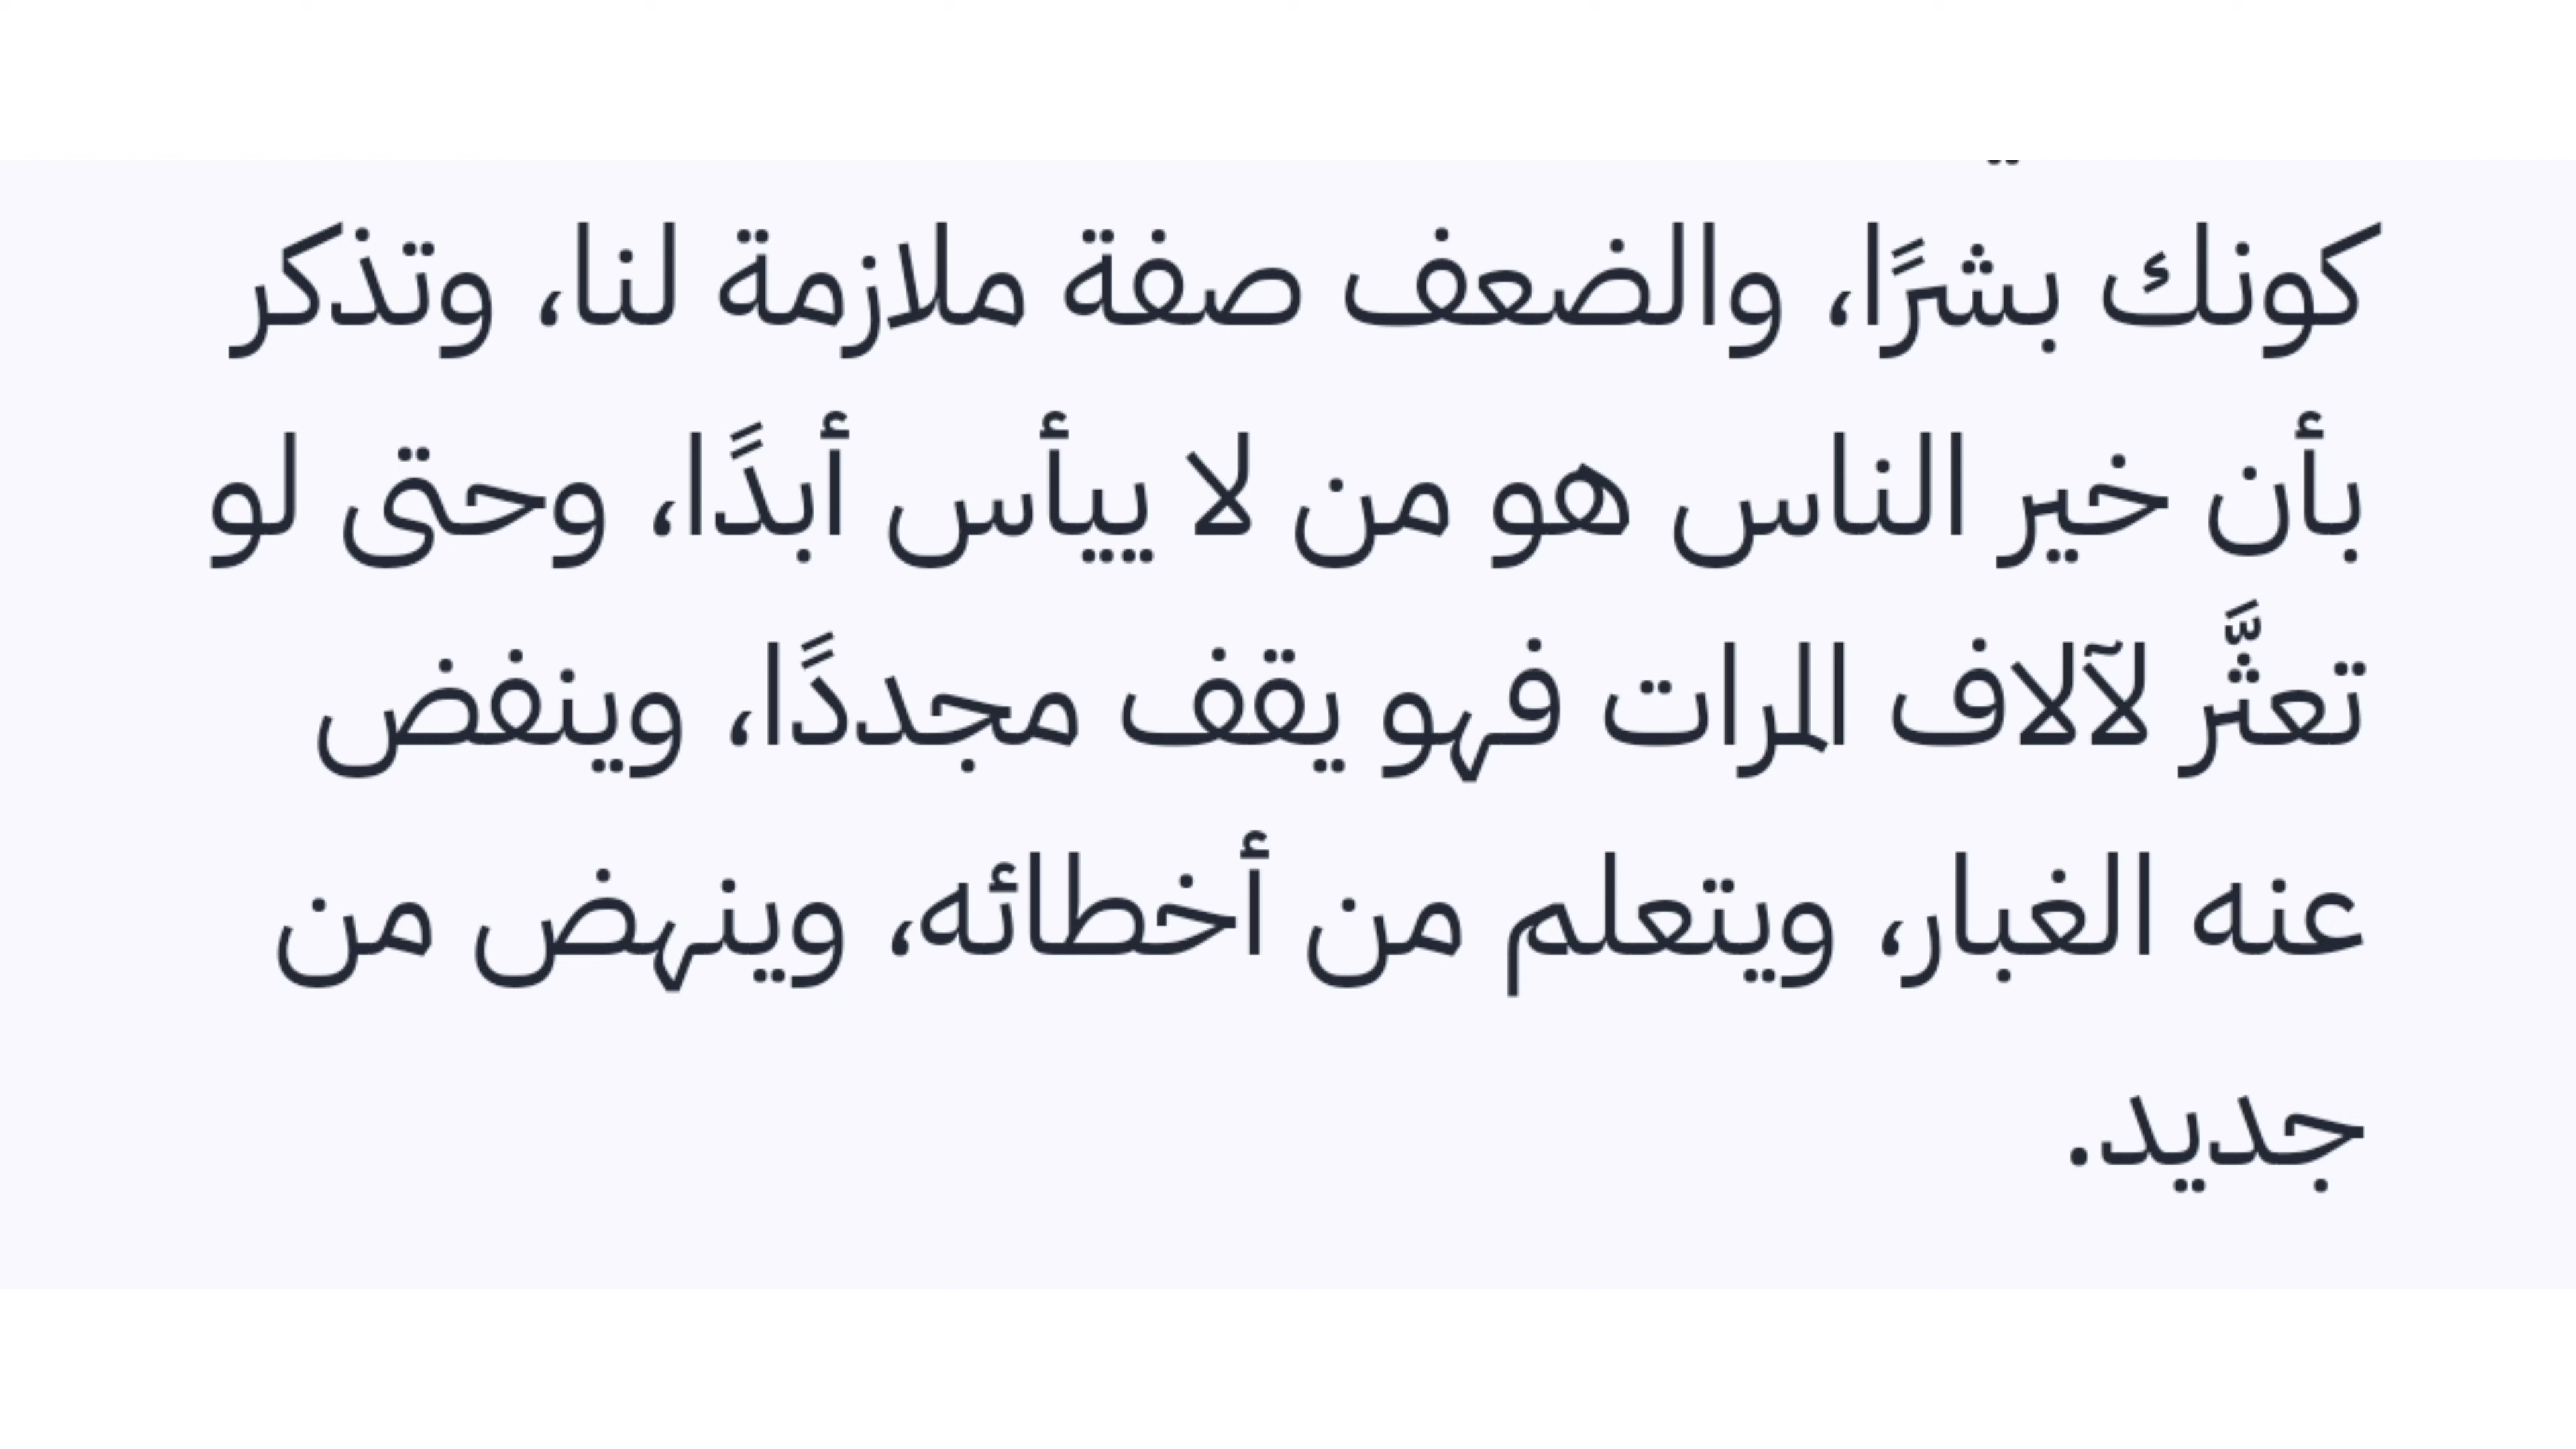 كونك بشرًا، والضعف صفة ملازمة لنا، وتذكر
بأن خير الناس هو من لا ييأس أبدًا، وحتى لو
تعثَّر لآلاف المرات فهو يقف مجددًا، وينفض
عنه الغبار، ويتعلم من أخطائه، وينهض من
جديد.